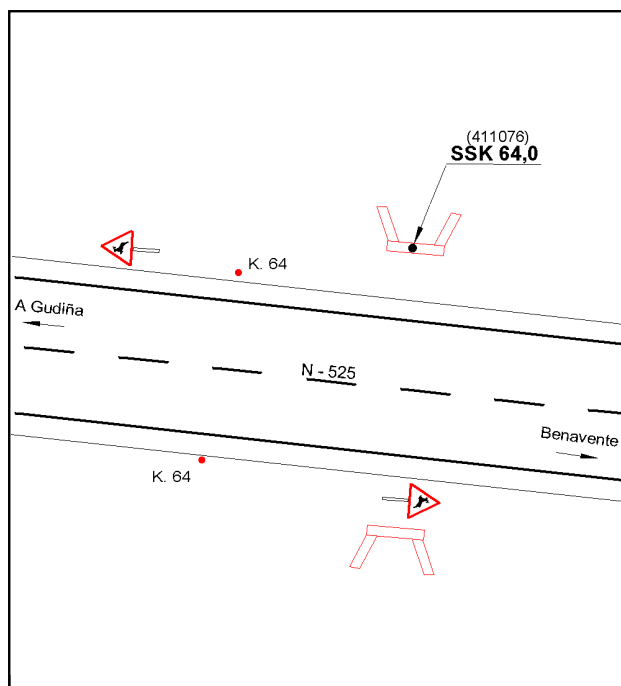 (411076)
SSK 64,0
K. 64
A Gudiña
N - 525
Benavente
K. 64